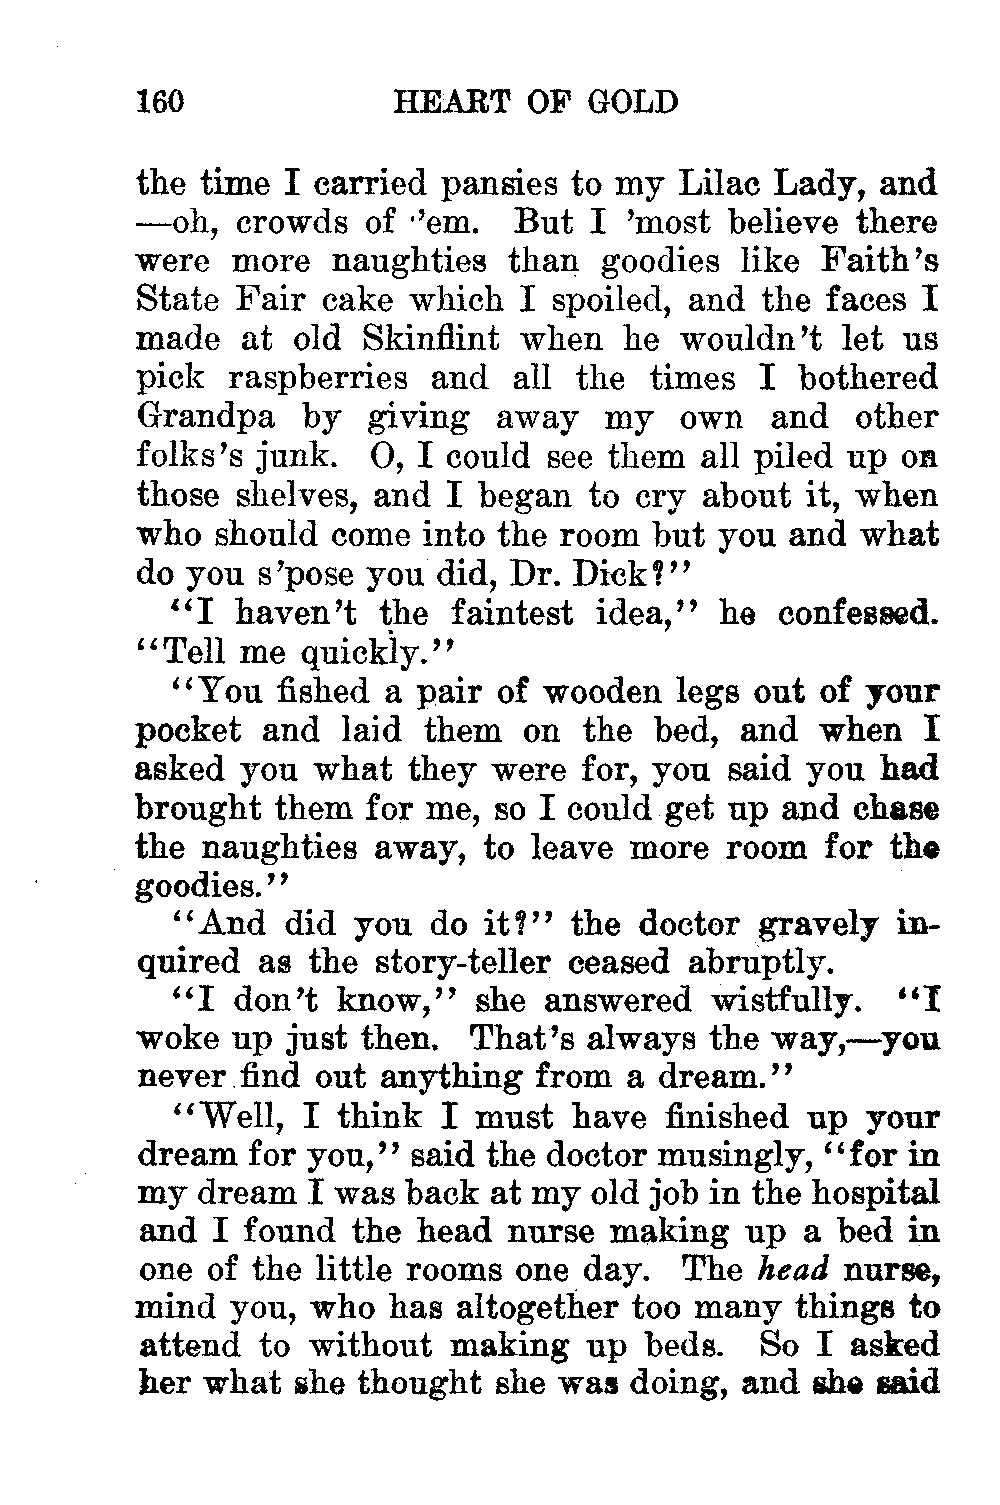 160 HEART OF GOLD
the time I carried pansies to my Lilac Lady, and
—oh, crowds of 'em. But I 'most believe there
were more naughties than goodies like Faith's
State Fair cake which I spoiled, and the faces I
made at old Skinflint when he wouldn't let us
pick raspberries and all the times I bothered
Grandpa by giving away my own and other
folks's junk. O, I could see them all piled up on
those shelves, and I began to cry about it, when
who should come into the room but you and what
do you s'pose you did, Dr. Dick?"
"I haven't the faintest idea," he confessed.
"Tell me quickly."
"You fished a pair of wooden legs out of your
pocket and laid them on the bed, and when I
asked you what they were for, you said you had
brought them for me, so I could get up and chase
the naughties away, to leave more room for the
goodies."
"And did you do it?" the doctor gravely in-
quired as the story-teller ceased abruptly.
"I don't know," she answered wistfully. "I
woke up just then. That's always the way,—you
never find out anything from a dream."
"Well, I think I must have finished up your
dream for you," said the doctor musingly, "for in
my dream I was back at my old job in the hospital
and I found the head nurse making up a bed in
one of the little rooms one day. The head nurse,
mind you, who has altogether too many things to
attend to without making up beds. So I asked
her what she thought she was doing, and she said